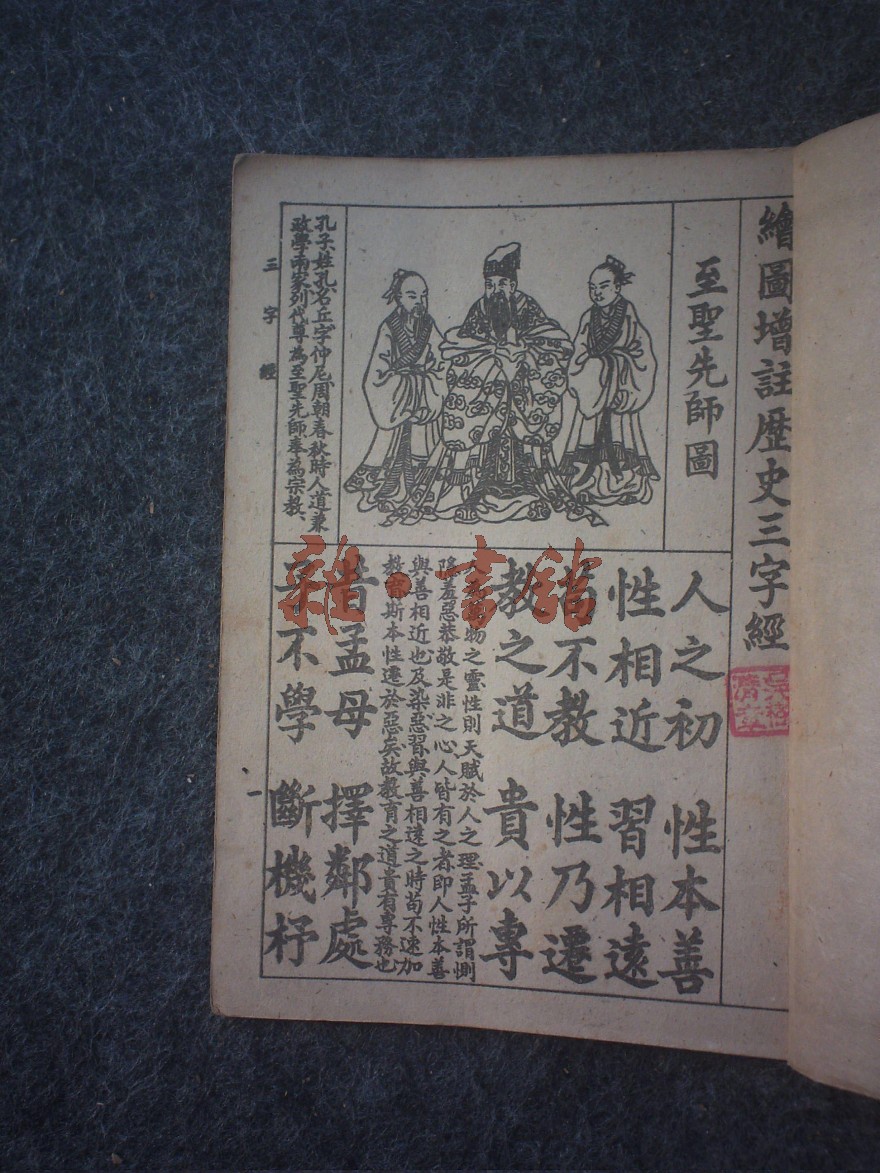 繪圖增註歷史三字經
至聖先師圖
孔子姓孔名丘字仲尼周朝春秋時人道兼
政學兩家列代尊為至聖先師奉為宗教、
三字經
人之初 性本善
性相近 習相遠
苟不教 性乃遷
教之道 貴以專
物之靈性則天賦於人之理孟子所謂惻
隱羞惡恭敬是非之心人皆有之者即人性本善
與善相近也及染惡習與善相遠之時苟不速加
教育斯本性遷於惡矣故教育之道貴有專務也
昔孟母 擇鄰處
子不學 斷機杼
一
雜·書館